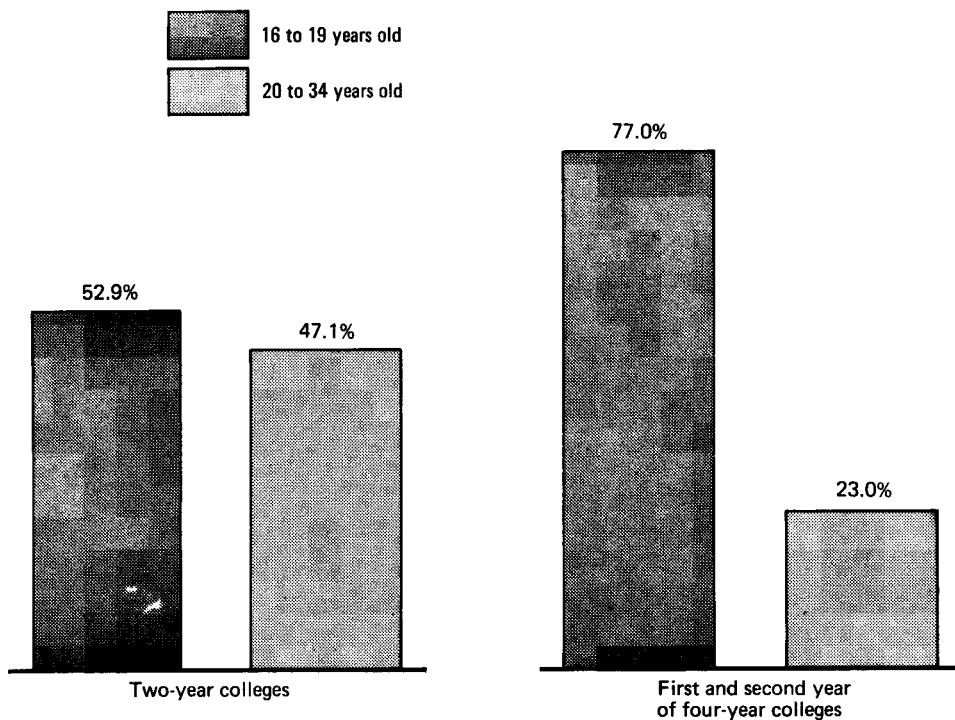 16 to 19 years old
20 to 34 years old
77.0%
52.9%
47.1%
23.0%
Two-year colleges
First and second year
of four-year colleges